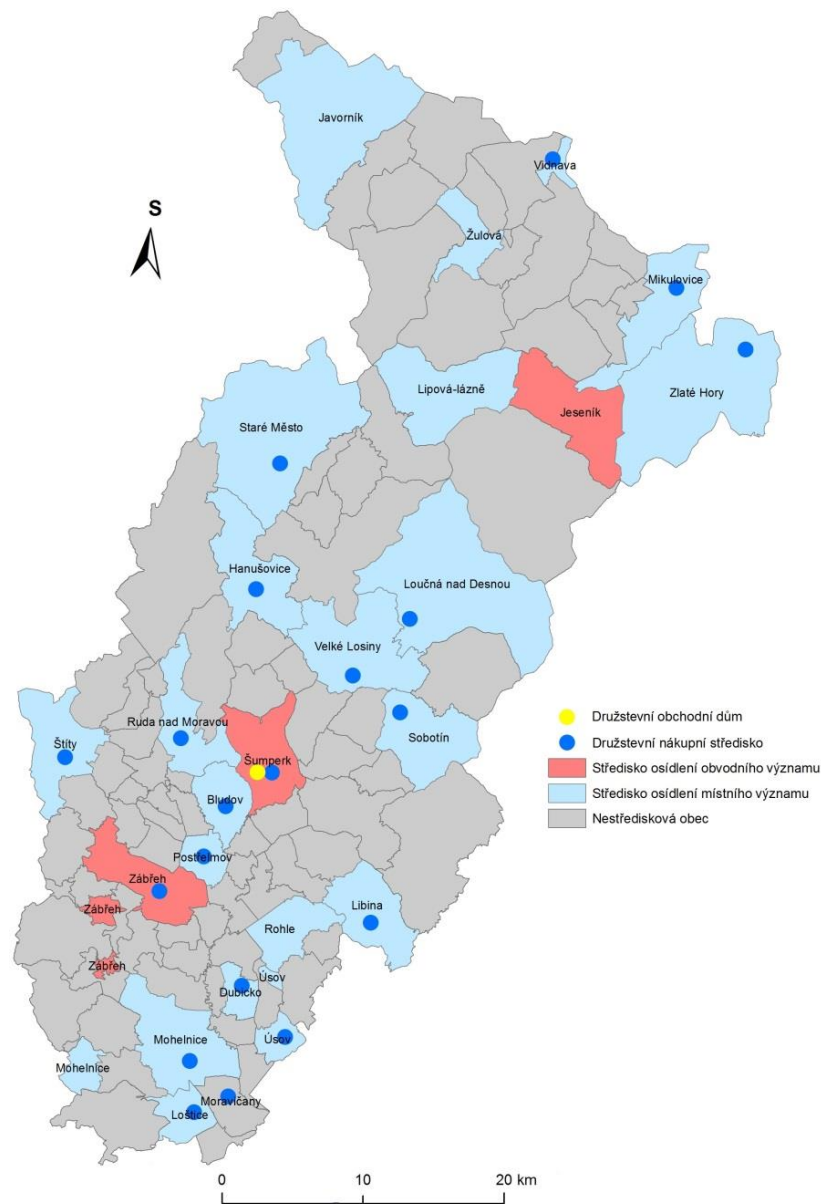 Javorník
Vidnava
S
Žulová
Mikulovice
Lipová-lázně
Zlaté Hory
Jeseník
Staré Město
Hanušovice
Loučná nad Desnou
Velké Losiny
Ruda nad Moravou
Sobotín
Štíty
Šumperk
Bludov
Postřelmov
Zábřeh
Libina
Zábřeh
Rohle
Zábřeh
Úsov
Dubicko
Mohelnice
Úsov
Mohelnice
Moravičany
Loštice
Družstevní obchodní dům
Družstevní nákupní středisko
Středisko osídlení obvodního významu
Středisko osídlení místního významu
Nestředisková obec
0 10 20 km